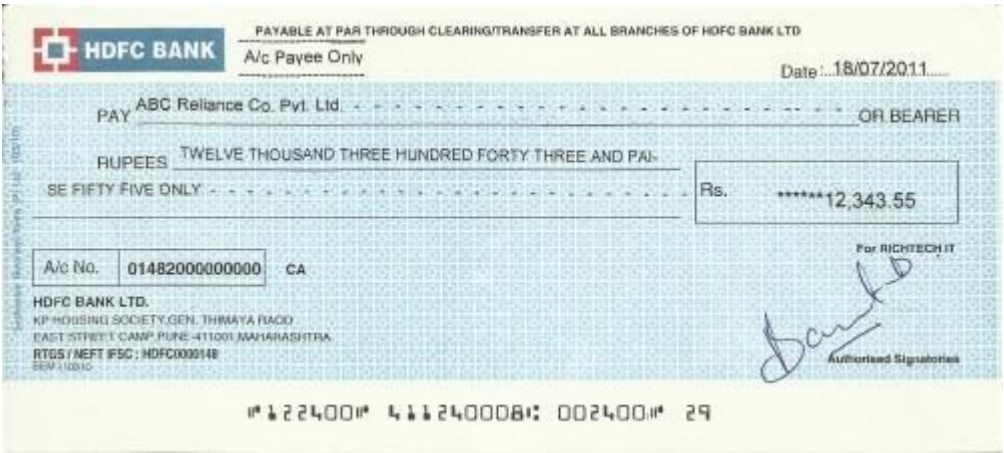 PAYABLE AT PAR THROUGH CLEARING/TRANSFER AT ALL BRANCHES OF HDFC BANK LTD
HDFC BANK
A/c Payee Only
Date : 18/07/2011
PAY ABC Reliance Co. Pvt. Ltd. OR BEARER
RUPEES TWELVE THOUSAND THREE HUNDRED FORTY THREE AND PAI-
SE FIFTY FIVE ONLY
Rs. ******12,343.55
For RICHTECH IT
A/c No. 01482000000000 CA
HDFC BANK LTD.
KP HOUSING SOCIETY,GEN. THIMAYA RAOD
EAST STREET CAMP,PUNE -411001,MAHARASHTRA
RTGS / NEFT IFSC : HDFC0000148
Authorised Signatories
⑈122400⑈ 411240008⑆ 002400⑈ 29